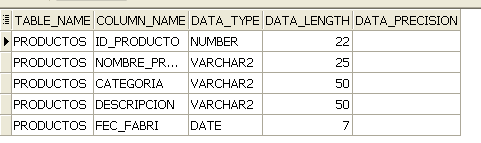 TABLE_NAME COLUMN_NAME DATA_TYPE DATA_LENGTH DATA_PRECISION
PRODUCTOS ID_PRODUCTO NUMBER 22
PRODUCTOS NOMBRE_PR... VARCHAR2 25
PRODUCTOS CATEGORIA VARCHAR2 50
PRODUCTOS DESCRIPCION VARCHAR2 50
PRODUCTOS FEC_FABRI DATE 7